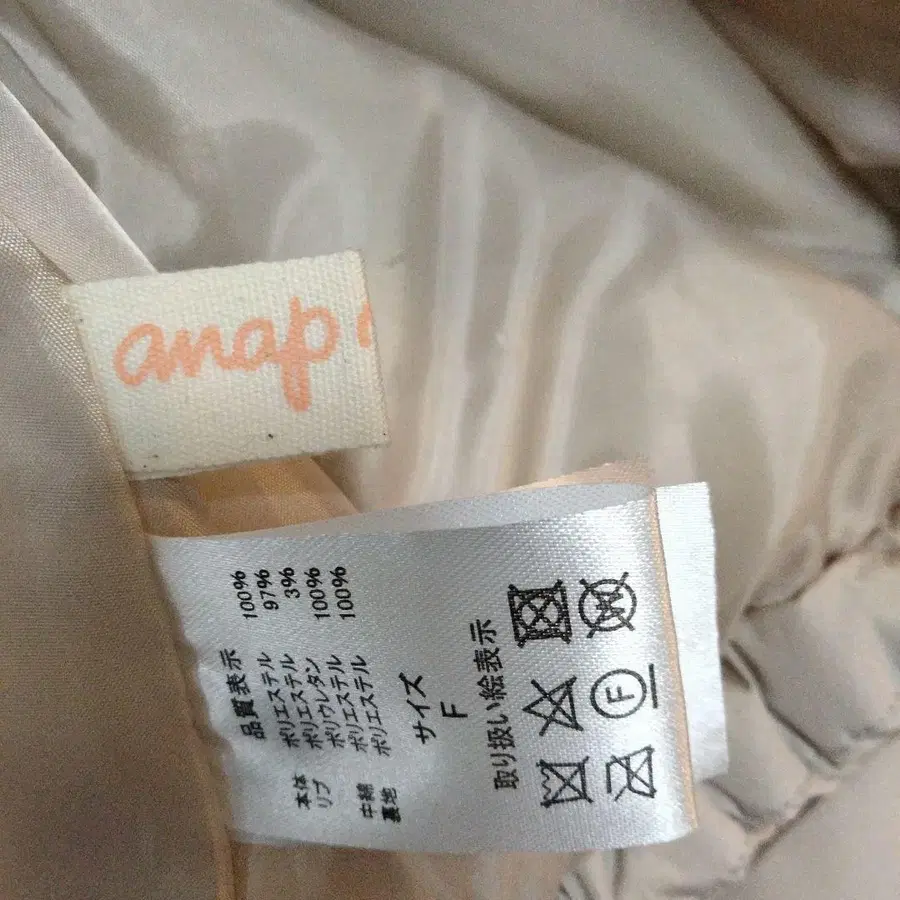 anap
品質表示
本体 ポリエステル 100%
リブ ポリエステル 97%
ポリウレタン 3%
中綿 ポリエステル 100%
裏地 ポリエステル 100%
サイズ
F
取り扱い絵表示
F W